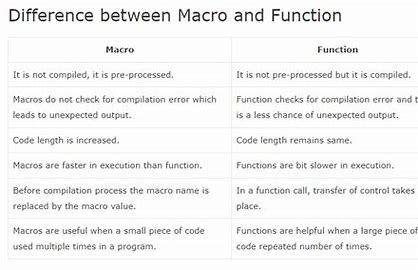 Difference between Macro and Function
Macro
Function
It is not compiled, it is pre-processed.
It is not pre-processed but it is compiled.
Macros do not check for compilation error which
leads to unexpected output.
Function checks for compilation error and t
is a less chance of unexpected output.
Code length is increased.
Code length remains same.
Macros are faster in execution than function.
Functions are bit slower in execution.
Before compilation process the macro name is
replaced by the macro value.
In a function call, transfer of control takes
place.
Macros are useful when a small piece of code
used multiple times in a program.
Functions are helpful when a large piece of
code repeated number of times.